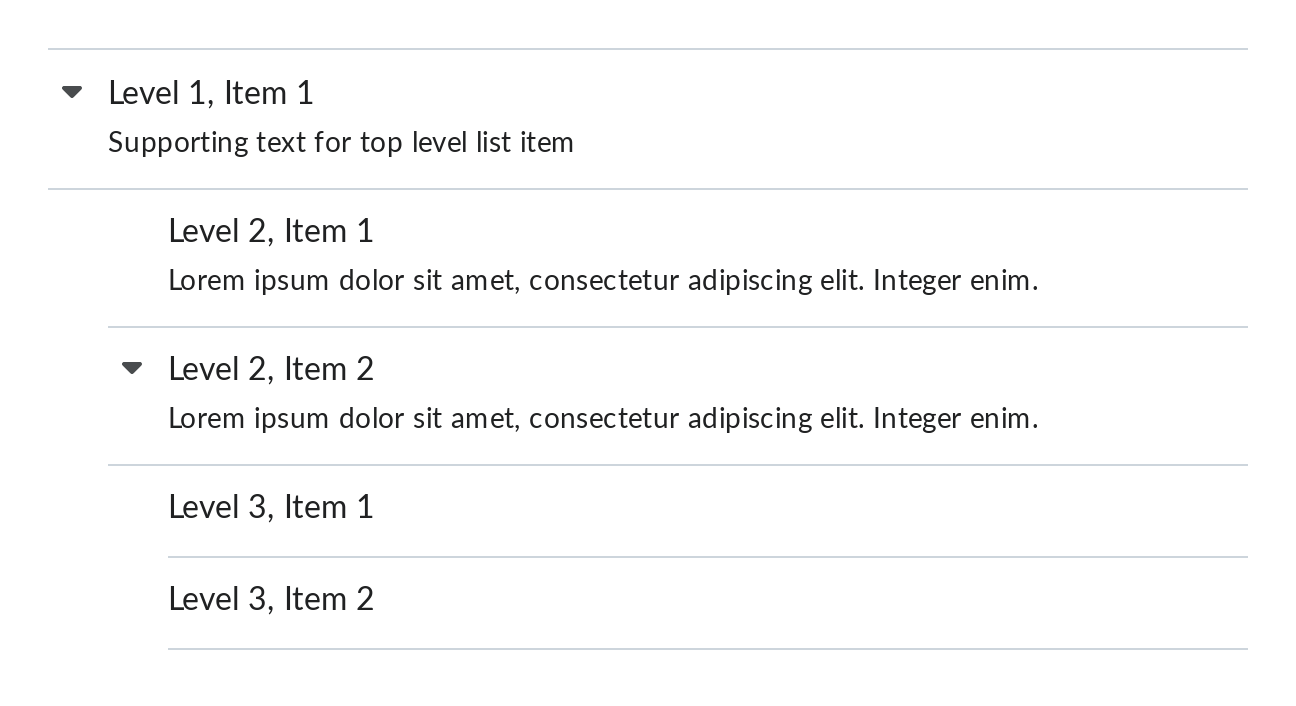 Level 1, Item 1
Supporting text for top level list item
Level 2, Item 1
Lorem ipsum dolor sit amet, consectetur adipiscing elit. Integer enim.
Level 2, Item 2
Lorem ipsum dolor sit amet, consectetur adipiscing elit. Integer enim.
Level 3, Item 1
Level 3, Item 2